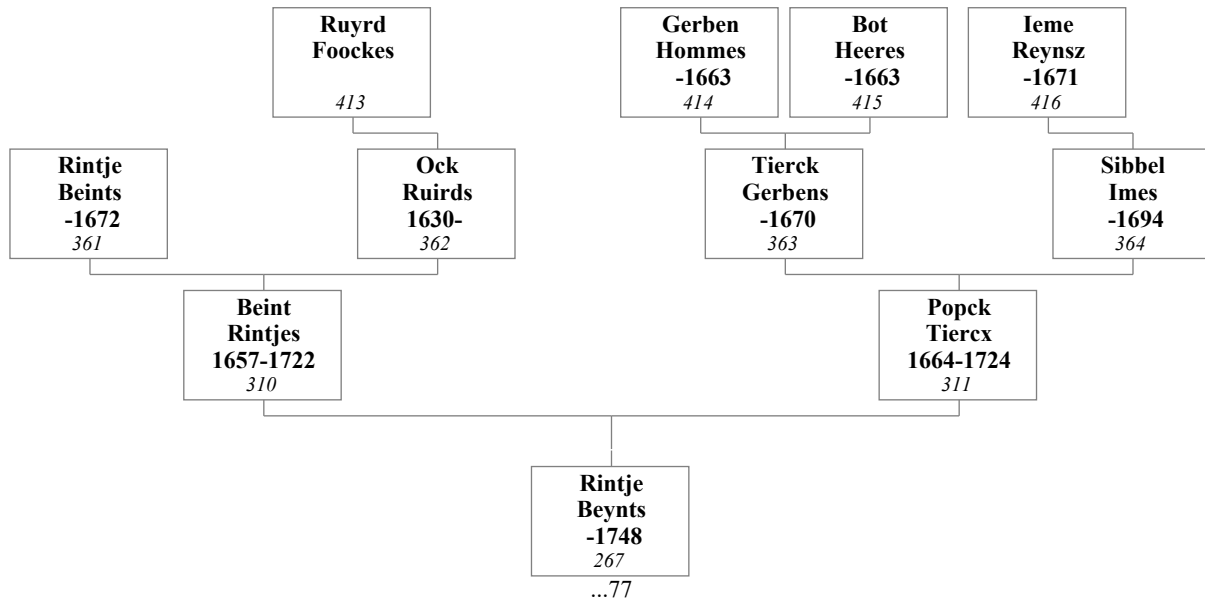 Ruyrd
Foockes
413
Gerben
Hommes
-1663
414
Bot
Heeres
-1663
415
Ieme
Reynsz
-1671
416
Rintje
Beints
-1672
361
Ock
Ruirds
1630-
362
Tierck
Gerbens
-1670
363
Sibbel
Imes
-1694
364
Beint
Rintjes
1657-1722
310
Popck
Tiercx
1664-1724
311
Rintje
Beynts
-1748
267
...77